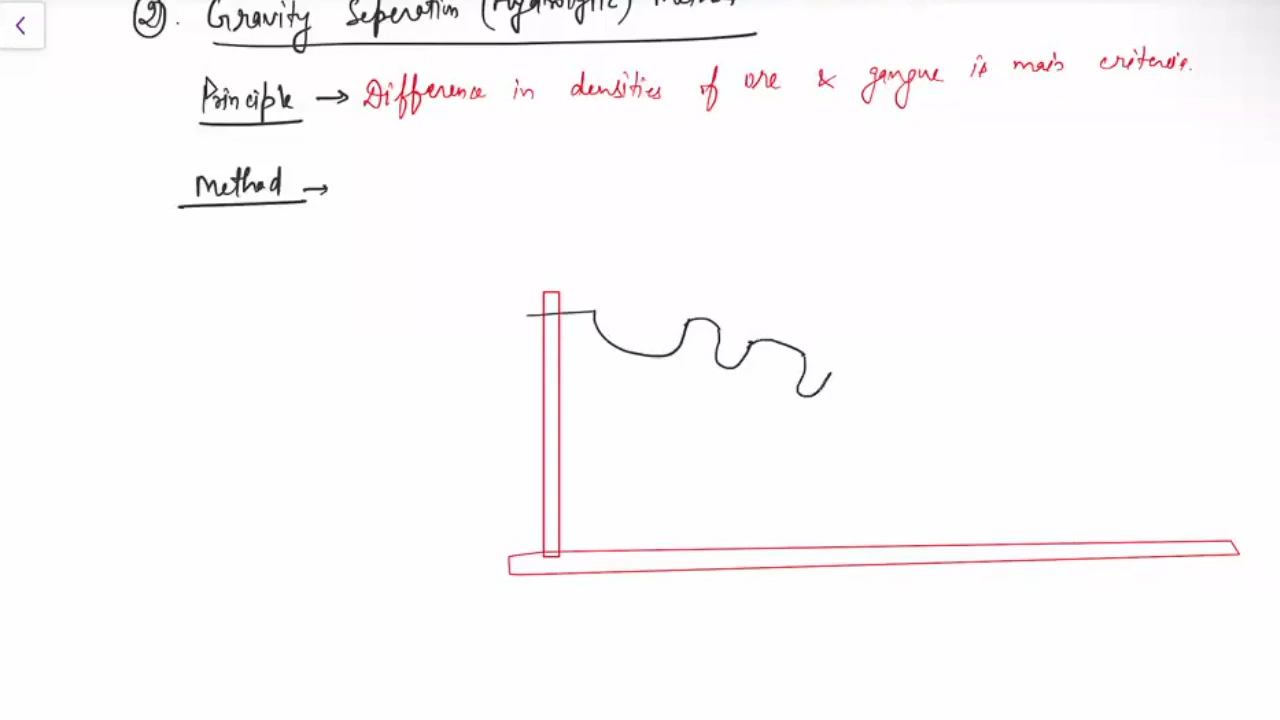 ②. Gravity Seperation
Principle → Difference in densities of ore & gangue is main criteria.
Method →